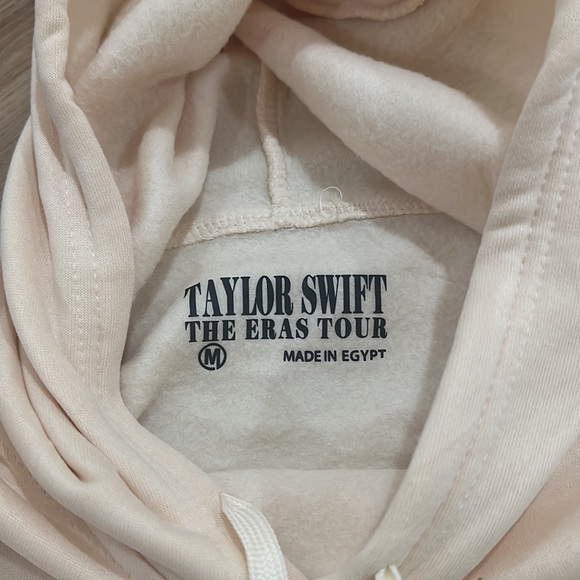 TAYLOR SWIFT
THE ERAS TOUR
M MADE IN EGYPT